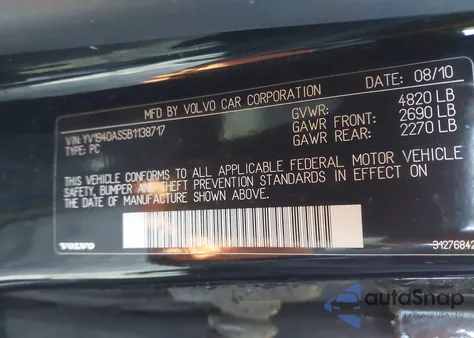 MFD BY VOLVO CAR CORPORATION DATE: 08/10
VIN: YV1940AS5B1138717 GVWR: 4820 LB
TYPE: PC GAWR FRONT: 2690 LB
GAWR REAR: 2270 LB
THIS VEHICLE CONFORMS TO ALL APPLICABLE FEDERAL MOTOR VEHICLE
SAFETY, BUMPER AND THEFT PREVENTION STANDARDS IN EFFECT ON
THE DATE OF MANUFACTURE SHOWN ABOVE.
VOLVO 31276842
autoSnap